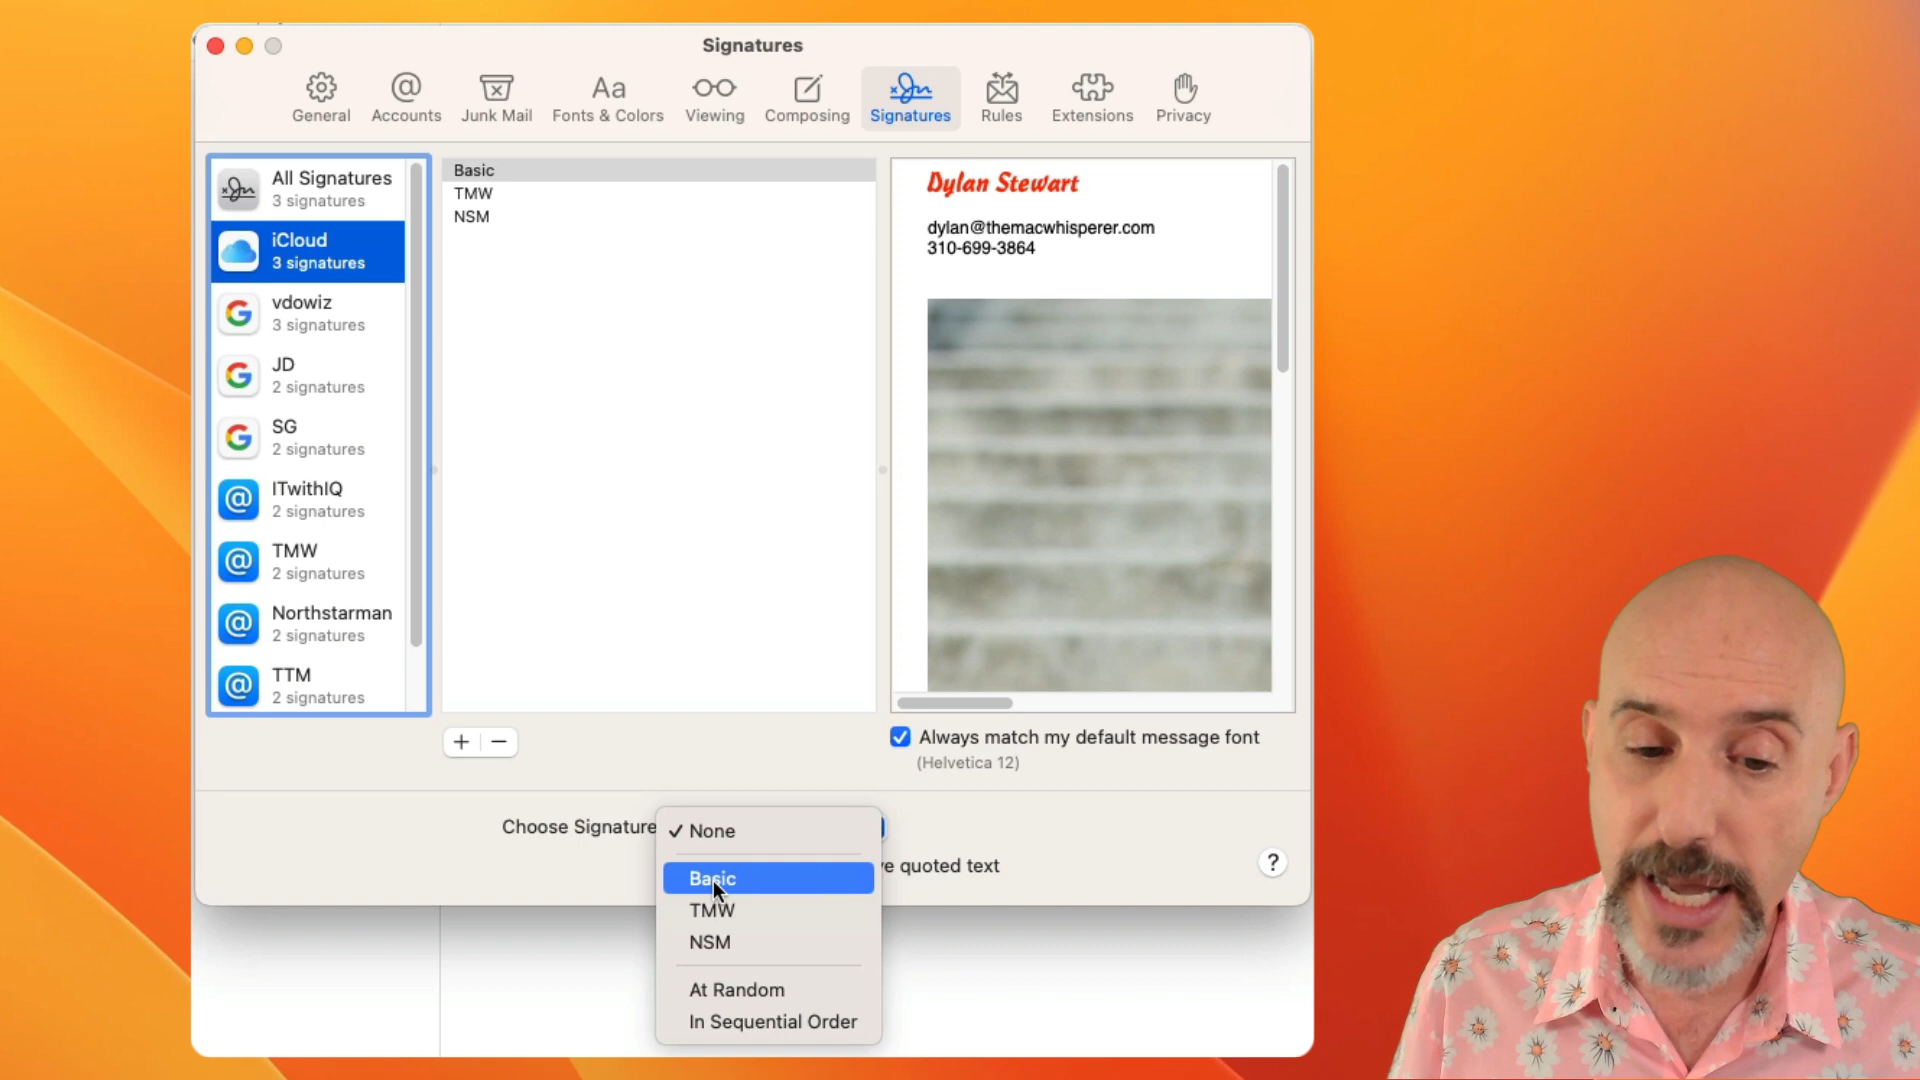 Signatures
General
Accounts
Junk Mail
Fonts & Colors
Viewing
Composing
Signatures
Rules
Extensions
Privacy
All Signatures
3 signatures
iCloud
3 signatures
vdowiz
3 signatures
JD
2 signatures
SG
2 signatures
ITwithIQ
2 signatures
TMW
2 signatures
Northstarman
2 signatures
TTM
2 signatures
Basic
TMW
NSM
Dylan Stewart
dylan@themacwhisperer.com
310-699-3864
Always match my default message font
(Helvetica 12)
Choose Signature
None
Basic
TMW
NSM
At Random
In Sequential Order
quoted text
?